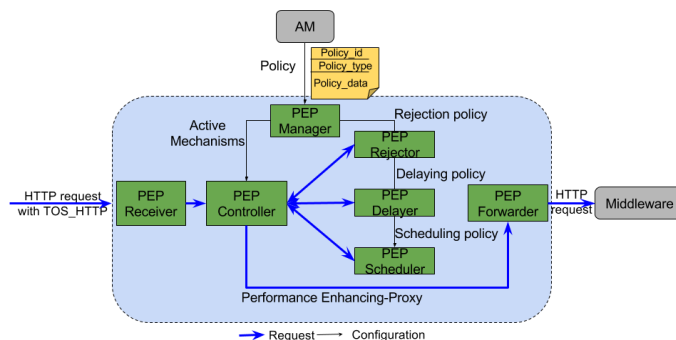 AM
Policy
Policy_id
Policy_type
Policy_data
PEP
Manager
Rejection policy
Active
Mechanisms
PEP
Rejector
Delaying policy
HTTP request
with TOS_HTTP
PEP
Receiver
PEP
Controller
PEP
Delayer
PEP
Forwarder
HTTP
request
Middleware
Scheduling policy
PEP
Scheduler
Performance Enhancing-Proxy
Request
Configuration